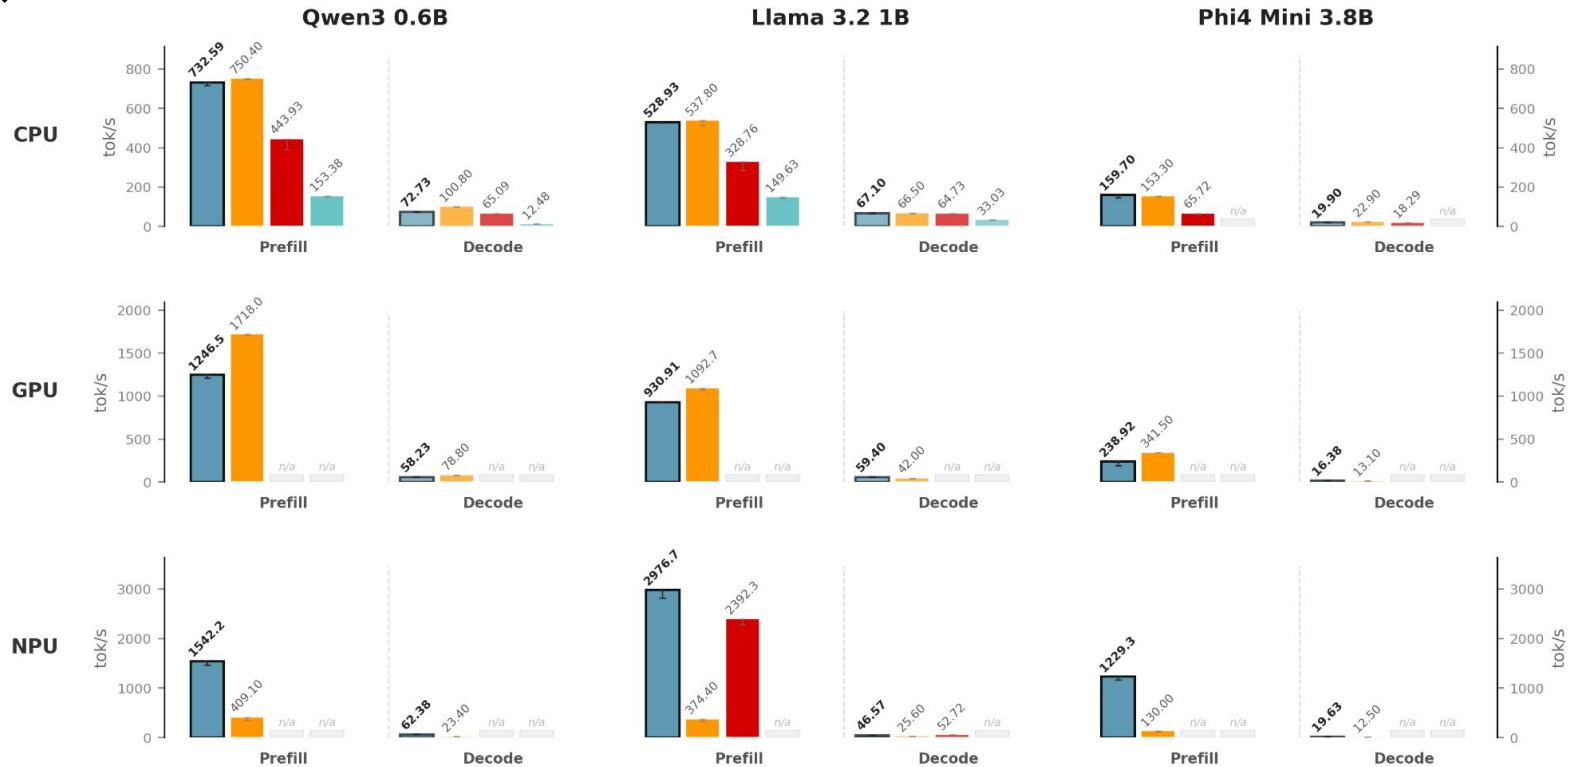 Qwen3 0.6B
Llama 3.2 1B
Phi4 Mini 3.8B
CPU
tok/s
800
600
400
200
0
732.59
750.40
443.93
153.38
Prefill
72.73
100.80
65.09
12.48
Decode
528.93
537.80
328.76
149.63
Prefill
67.10
66.50
64.73
33.03
Decode
159.70
153.30
65.72
n/a
Prefill
19.90
22.90
18.29
n/a
Decode
800
600
400
200
0
tok/s
GPU
tok/s
2000
1500
1000
500
0
1246.5
1718.0
n/a
n/a
Prefill
58.23
78.80
n/a
n/a
Decode
930.91
1092.7
n/a
n/a
Prefill
59.40
42.00
n/a
n/a
Decode
238.92
341.50
n/a
n/a
Prefill
16.38
13.10
n/a
n/a
Decode
2000
1500
1000
500
0
tok/s
NPU
tok/s
3000
2000
1000
0
1542.2
409.10
n/a
n/a
Prefill
62.38
23.40
n/a
n/a
Decode
2976.7
374.40
2392.3
n/a
Prefill
46.57
25.60
52.72
n/a
Decode
1229.3
130.00
n/a
n/a
Prefill
19.63
12.50
n/a
n/a
Decode
3000
2000
1000
0
tok/s